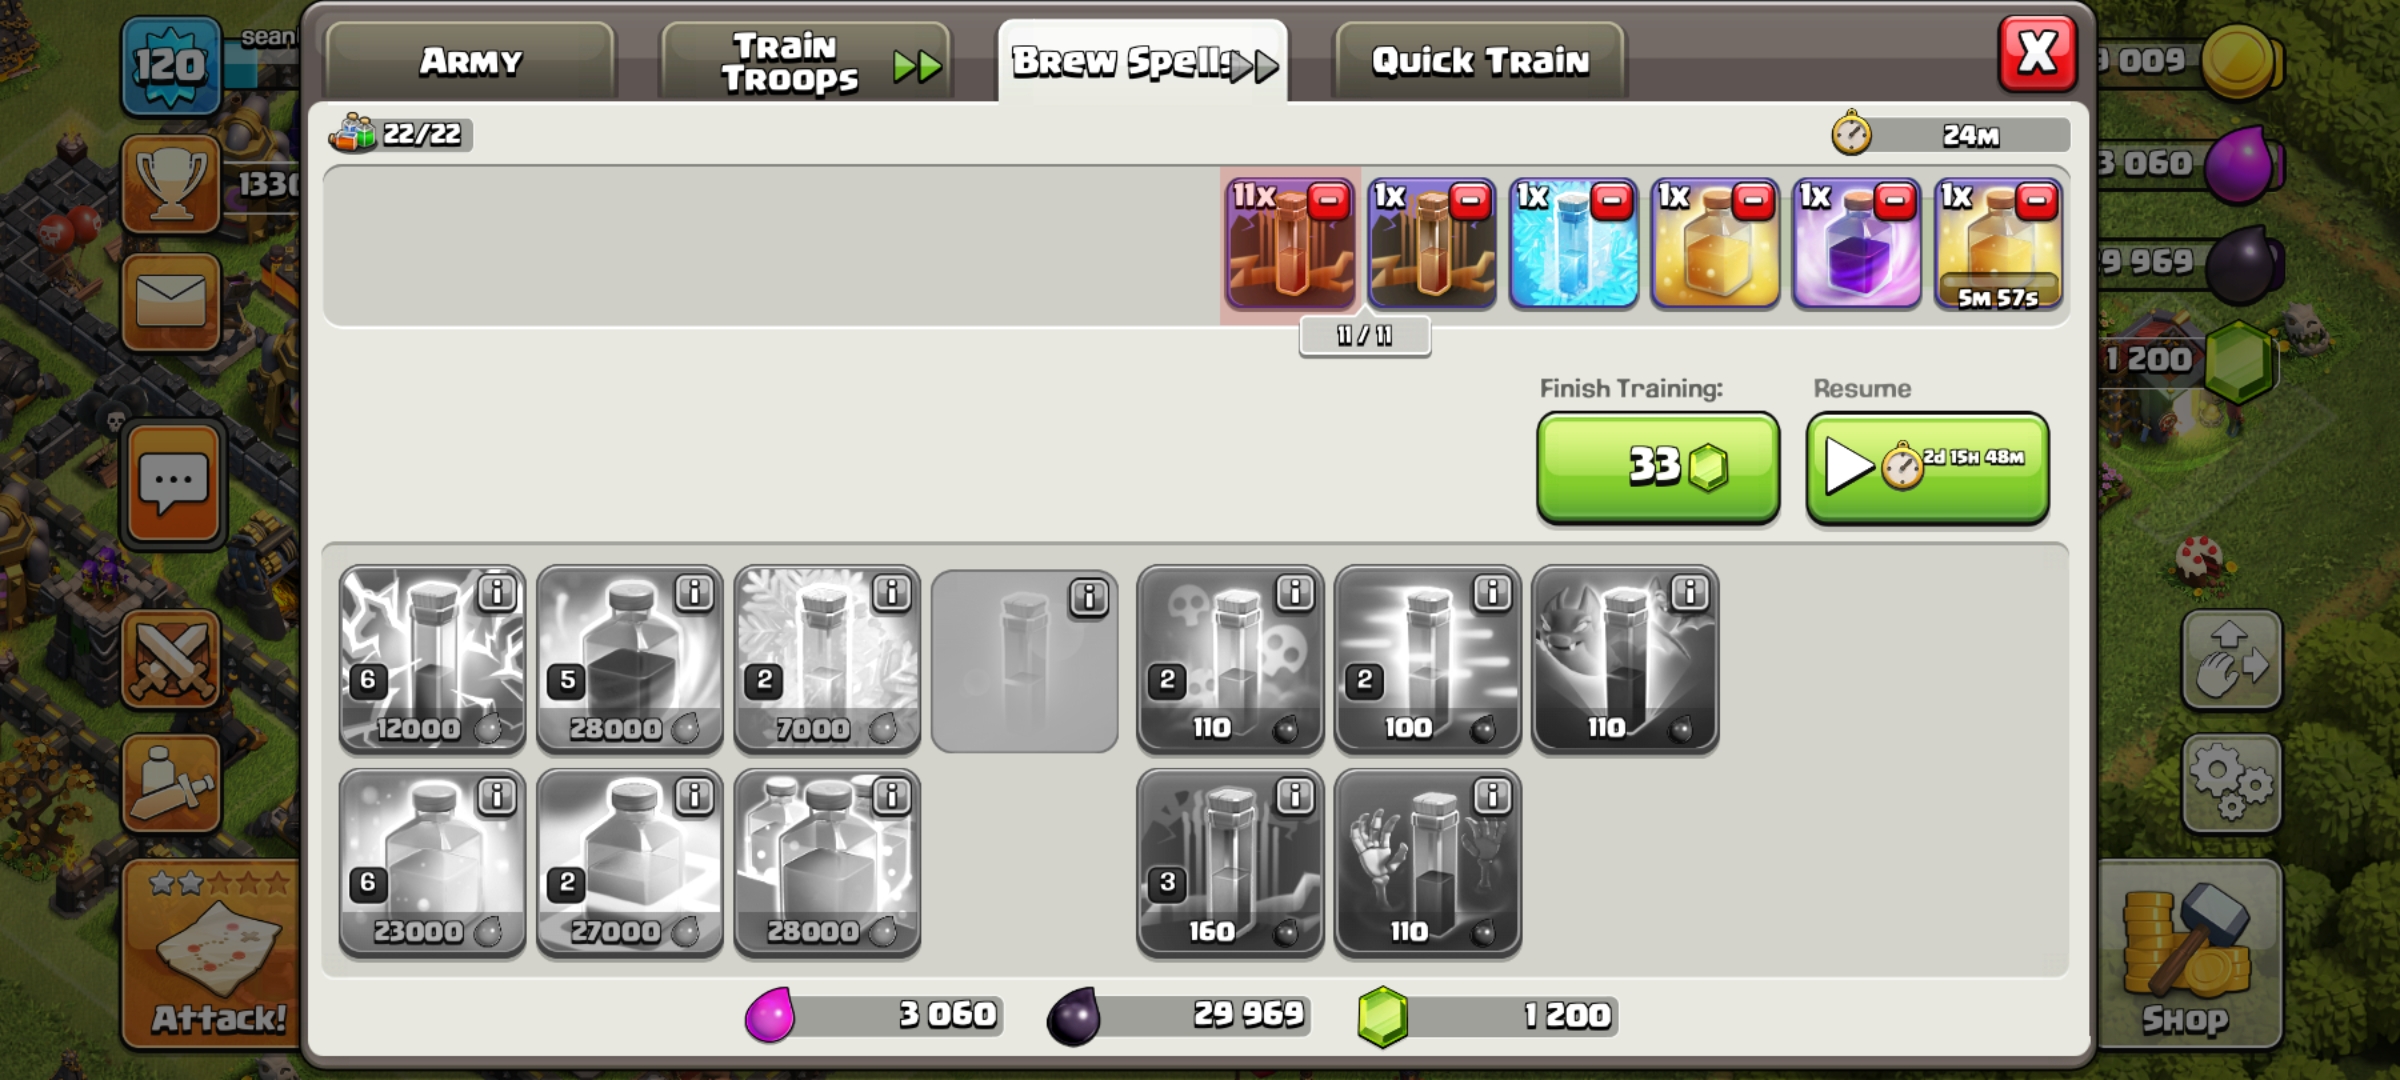 120
sean
Army
Train
Troops
Brew Spells
Quick Train
X
22/22
24M
009
133
11x
1x
1x
1x
1x
1x
5M 57s
11 / 11
3 060
9 969
1 200
Finish Training:
Resume
33
2d 15H 48M
i
i
i
i
i
i
i
6
5
2
2
2
12000
28000
7000
110
100
110
i
i
i
i
i
6
2
3
23000
27000
28000
160
110
Attack!
Shop
3 060
29 969
1 200